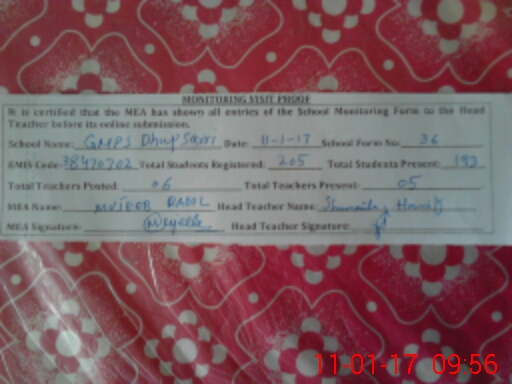 MONITORING VISIT PROOF
It is certified that the MEA has shown all entries of the School Monitoring Form to the Head
Teacher before its online submission.
School Name: GMPS Dhup Sarri Date: 11-1-17 School Form No: 36
EMIS Code: 38470202 Total Students Registered: 205 Total Students Present: 193
Total Teachers Posted: 06 Total Teachers Present: 05
MEA Name: Head Teacher Name:
MEA Signature: Head Teacher Signature:
11-01-17 09:56